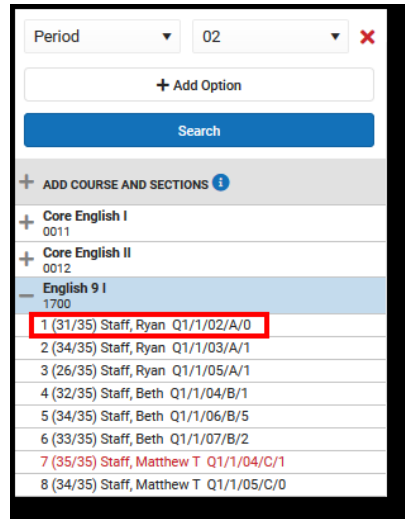 Period 02
+ Add Option
Search
ADD COURSE AND SECTIONS
Core English I
0011
Core English II
0012
English 9 I
1700
1 (31/35) Staff, Ryan Q1/1/02/A/0
2 (34/35) Staff, Ryan Q1/1/03/A/1
3 (26/35) Staff, Ryan Q1/1/05/A/1
4 (32/35) Staff, Beth Q1/1/04/B/1
5 (34/35) Staff, Beth Q1/1/06/B/5
6 (33/35) Staff, Beth Q1/1/07/B/2
7 (35/35) Staff, Matthew T Q1/1/04/C/1
8 (34/35) Staff, Matthew T Q1/1/05/C/0